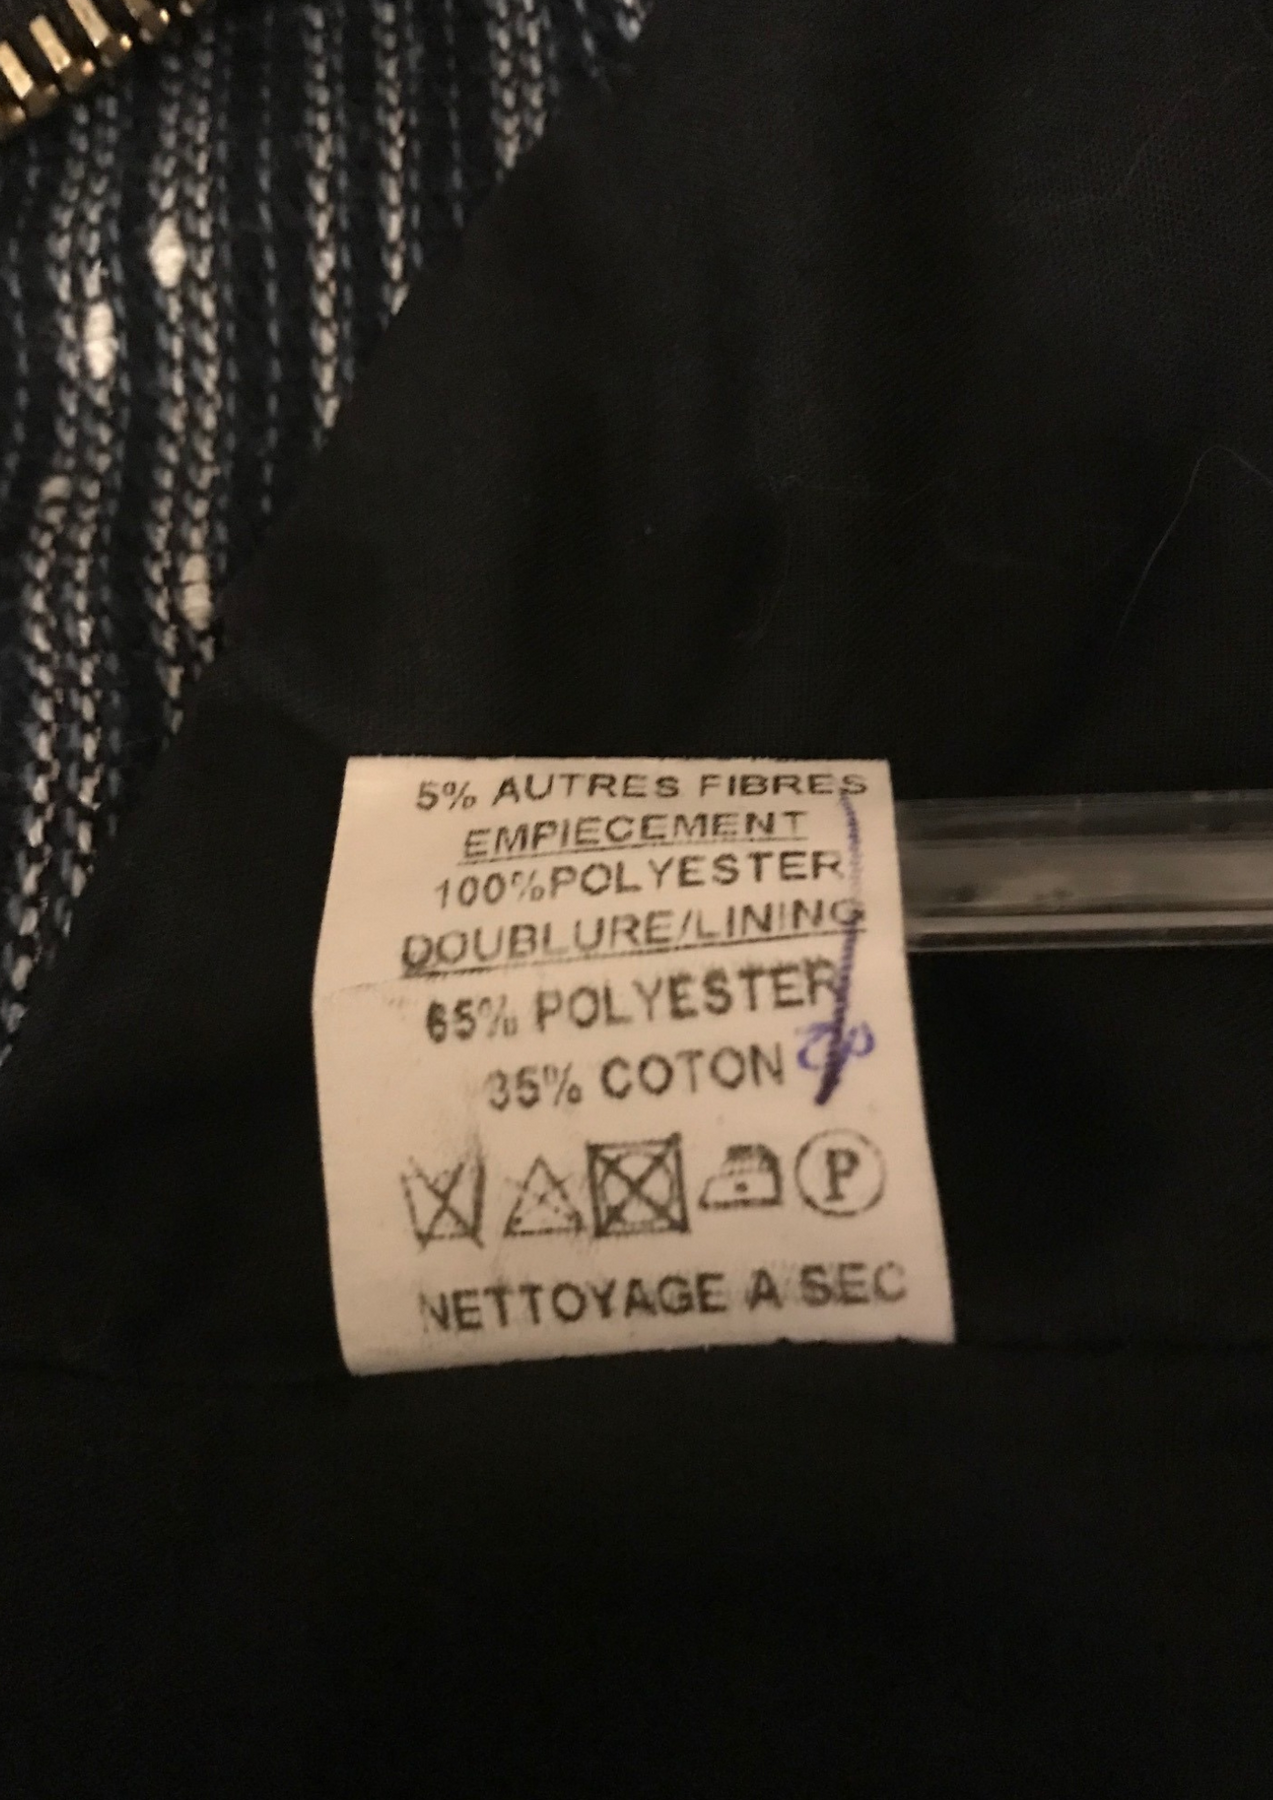 5% AUTRES FIBRES
EMPIECEMENT
100%POLYESTER
DOUBLURE/LINING
65% POLYESTER
35% COTON
P
NETTOYAGE A SEC